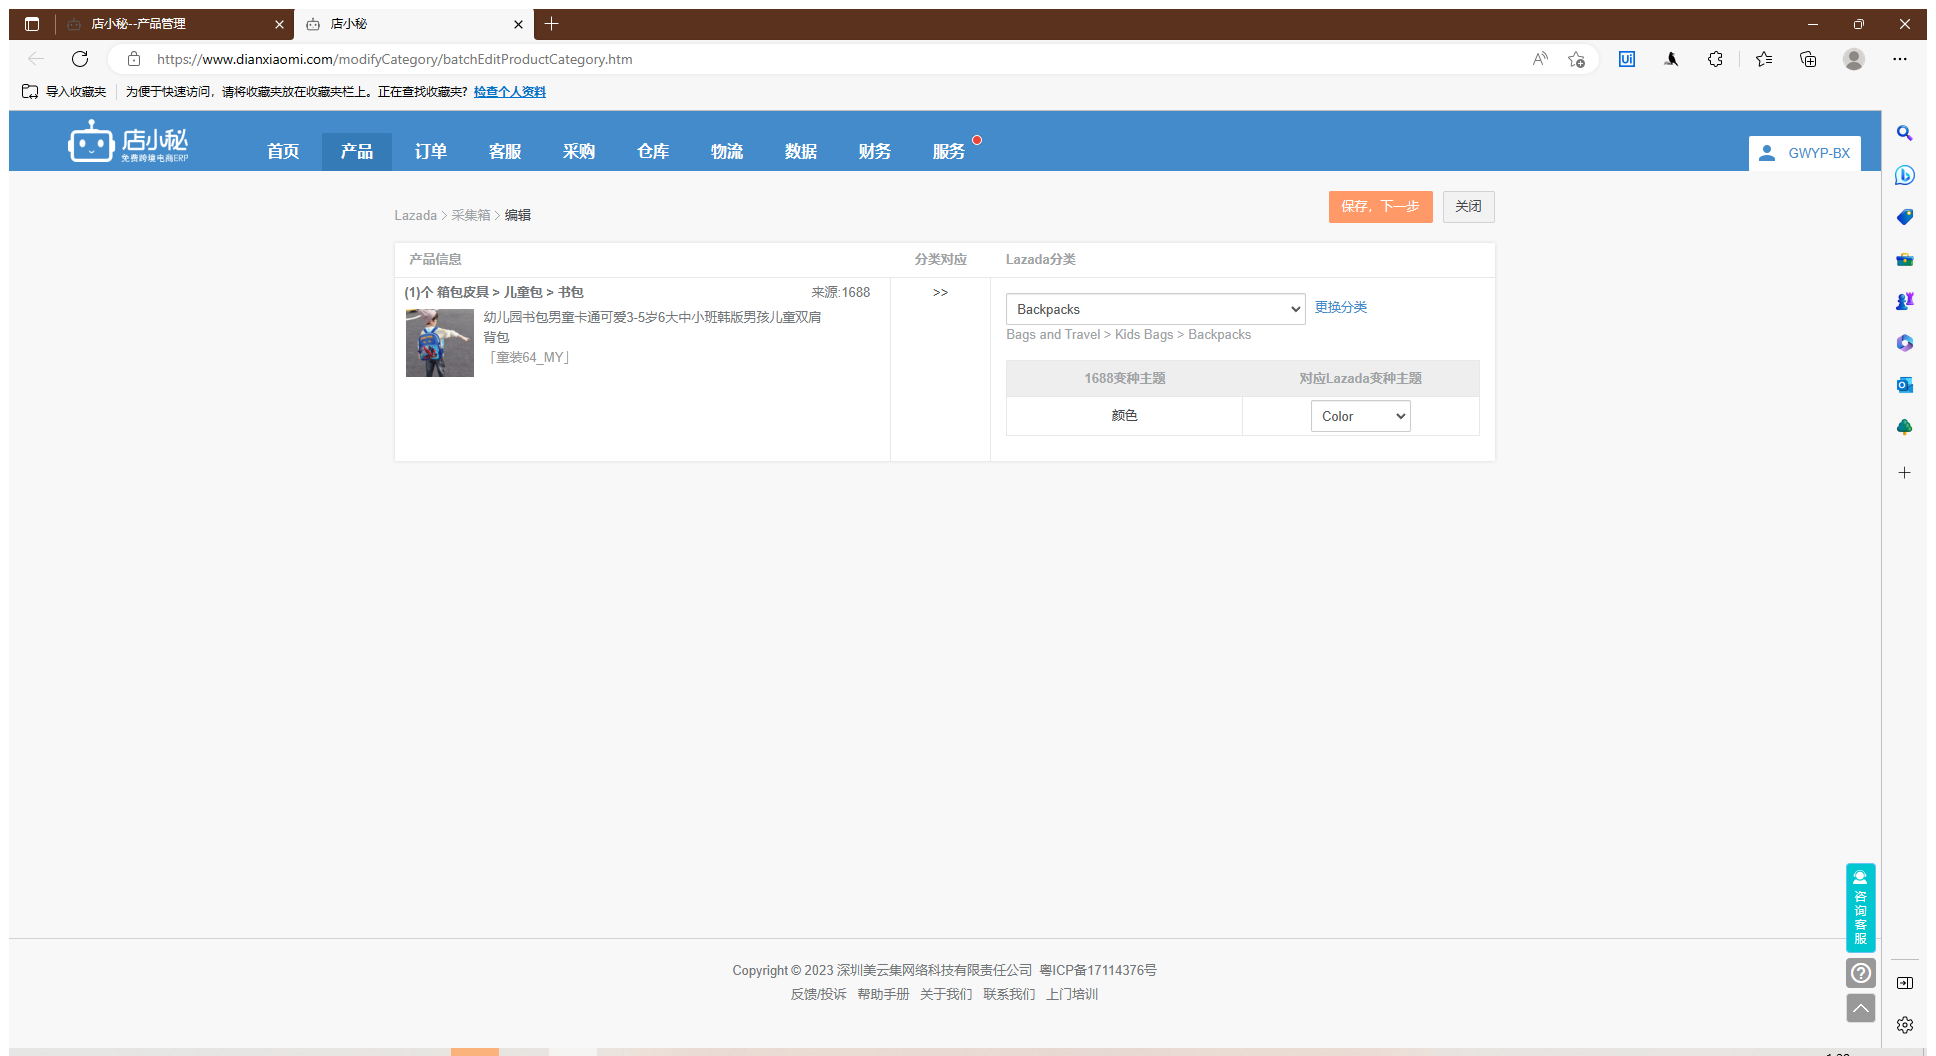 店小秘--产品管理
店小秘
https://www.dianxiaomi.com/modifyCategory/batchEditProductCategory.htm
导入收藏夹 为便于快速访问，请将收藏夹放在收藏夹栏上。正在查找收藏夹? 检查个人资料
店小秘
免费跨境电商ERP
首页 产品 订单 客服 采购 仓库 物流 数据 财务 服务
GWYP-BX
Lazada > 采集箱 > 编辑
保存，下一步
关闭
产品信息 分类对应 Lazada分类
(1)个 箱包皮具 > 儿童包 > 书包 来源:1688
>>
幼儿园书包男童卡通可爱3-5岁6大中小班韩版男孩儿童双肩
背包
「童装64_MY」
Backpacks 更换分类
Bags and Travel > Kids Bags > Backpacks
1688变种主题 对应Lazada变种主题
颜色 Color
咨询客服
Copyright © 2023 深圳美云集网络科技有限责任公司 粤ICP备17114376号
反馈/投诉 帮助手册 关于我们 联系我们 上门培训